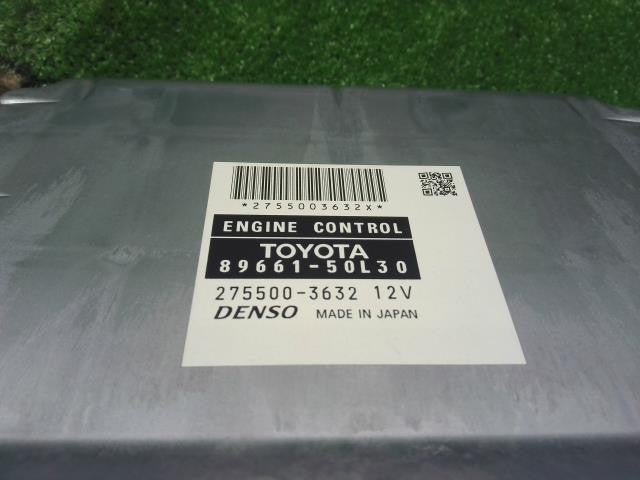 *2755003632X*
ENGINE CONTROL
TOYOTA
89661-50L30
275500-3632 12V
DENSO MADE IN JAPAN